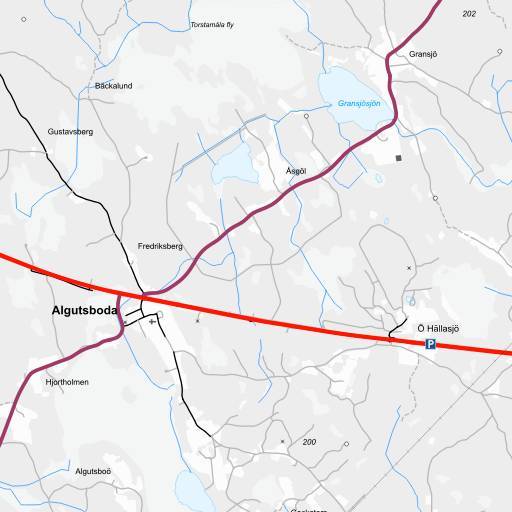 202
Torstamåla fly
Gransjö
Bäckalund
Gransjösjön
Gustavsberg
Åsgöl
Fredriksberg
Algutsboda
Ö Hällasjö
P
Hjortholmen
200
Algutsboö